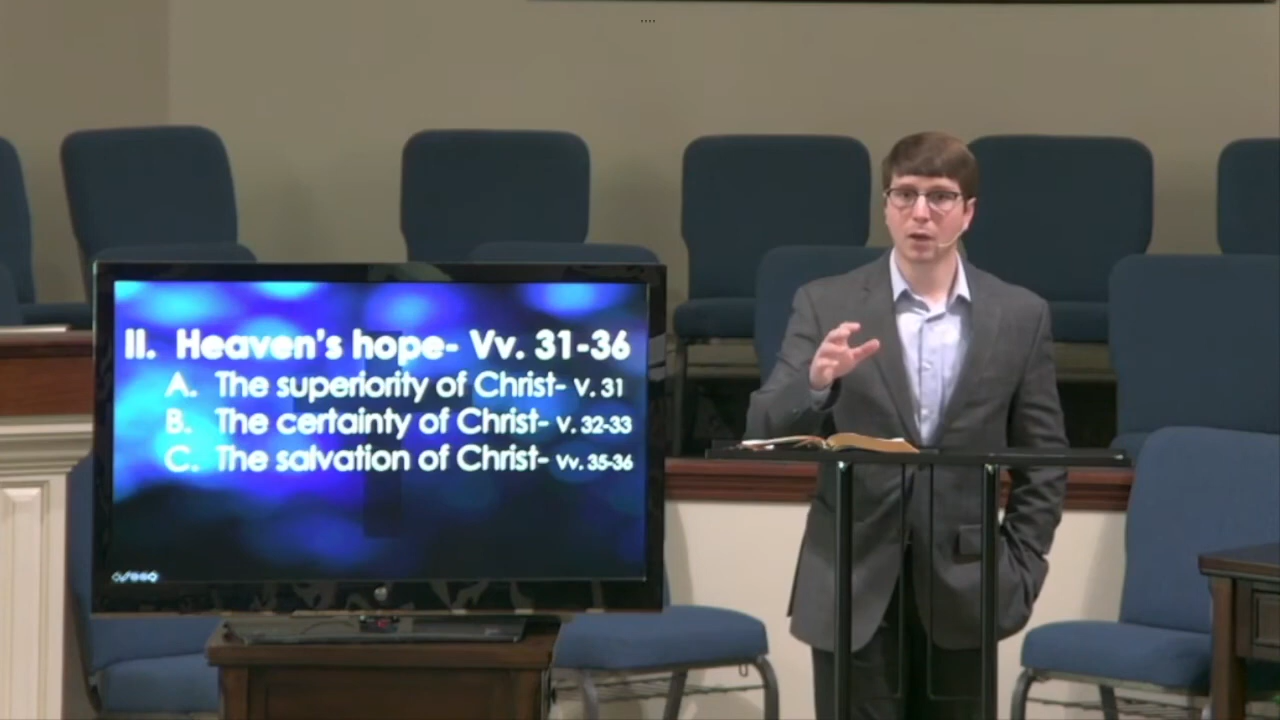 II. Heaven's hope- Vv. 31-36
A. The superiority of Christ- V. 31
B. The certainty of Christ- V. 32-33
C. The salvation of Christ- Vv. 35-36